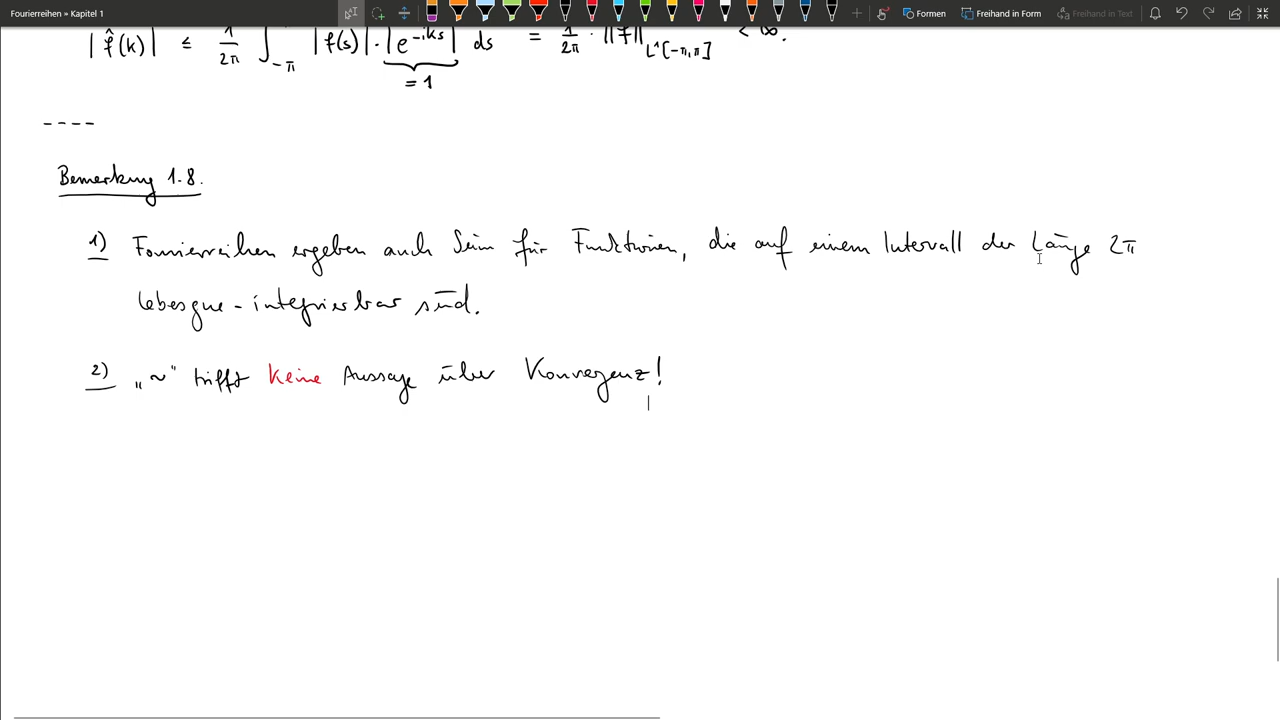 Fourierreihen » Kapitel 1
Formen Freihand in Form Freihand in Text
|f̂(k)| ≤ 1/2π ∫_{-π} |f(s)| · |e^{-iks}| ds = 1/2π · ||f||_{L¹[-π,π]} < ∞.
= 1
----
Bemerkung 1.8.
1) Fourierreihen ergeben auch Sinn für Funktionen, die auf einem Intervall der Länge 2π
Lebesgue-integrierbar sind.
2) „~" trifft keine Aussage über Konvergenz!